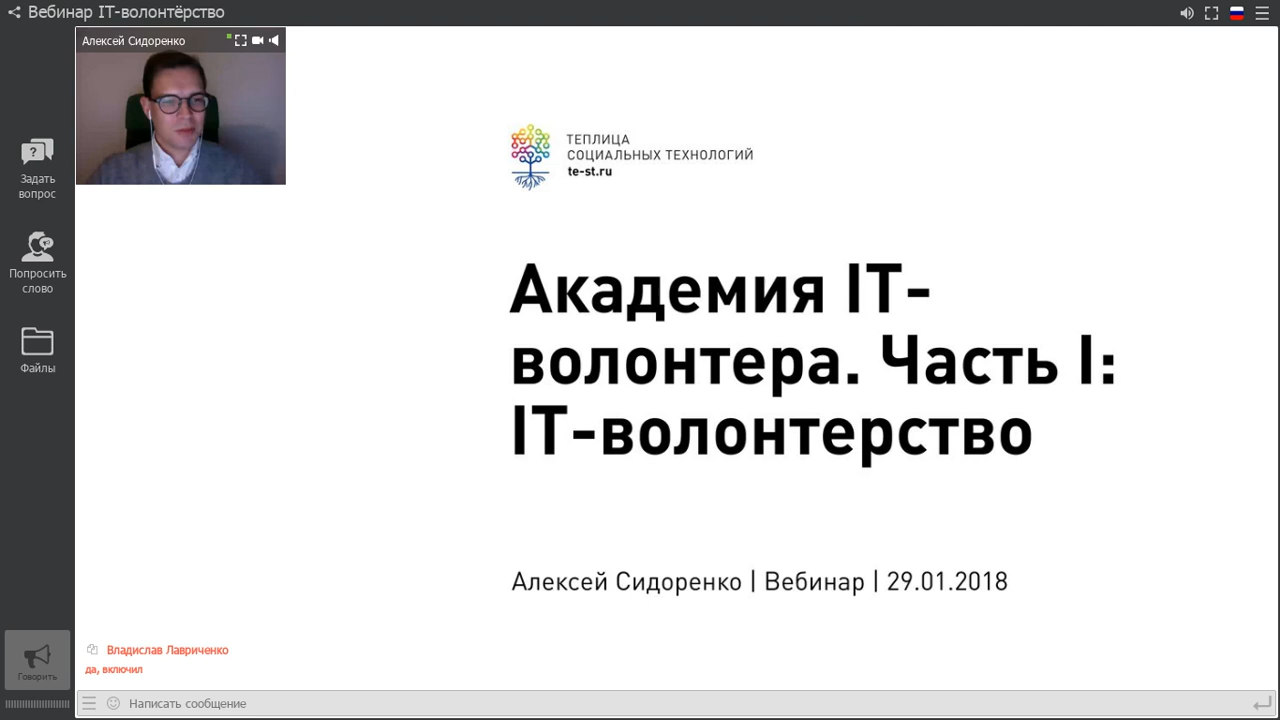 Вебинар IT-волонтёрство
Алексей Сидоренко
Задать
вопрос
Попросить
слово
Файлы
ТЕПЛИЦА
СОЦИАЛЬНЫХ ТЕХНОЛОГИЙ
te-st.ru
Академия IT-
волонтера. Часть I:
IT-волонтерство
Алексей Сидоренко | Вебинар | 29.01.2018
Владислав Лавриченко
да, включил
Говорить
Написать сообщение